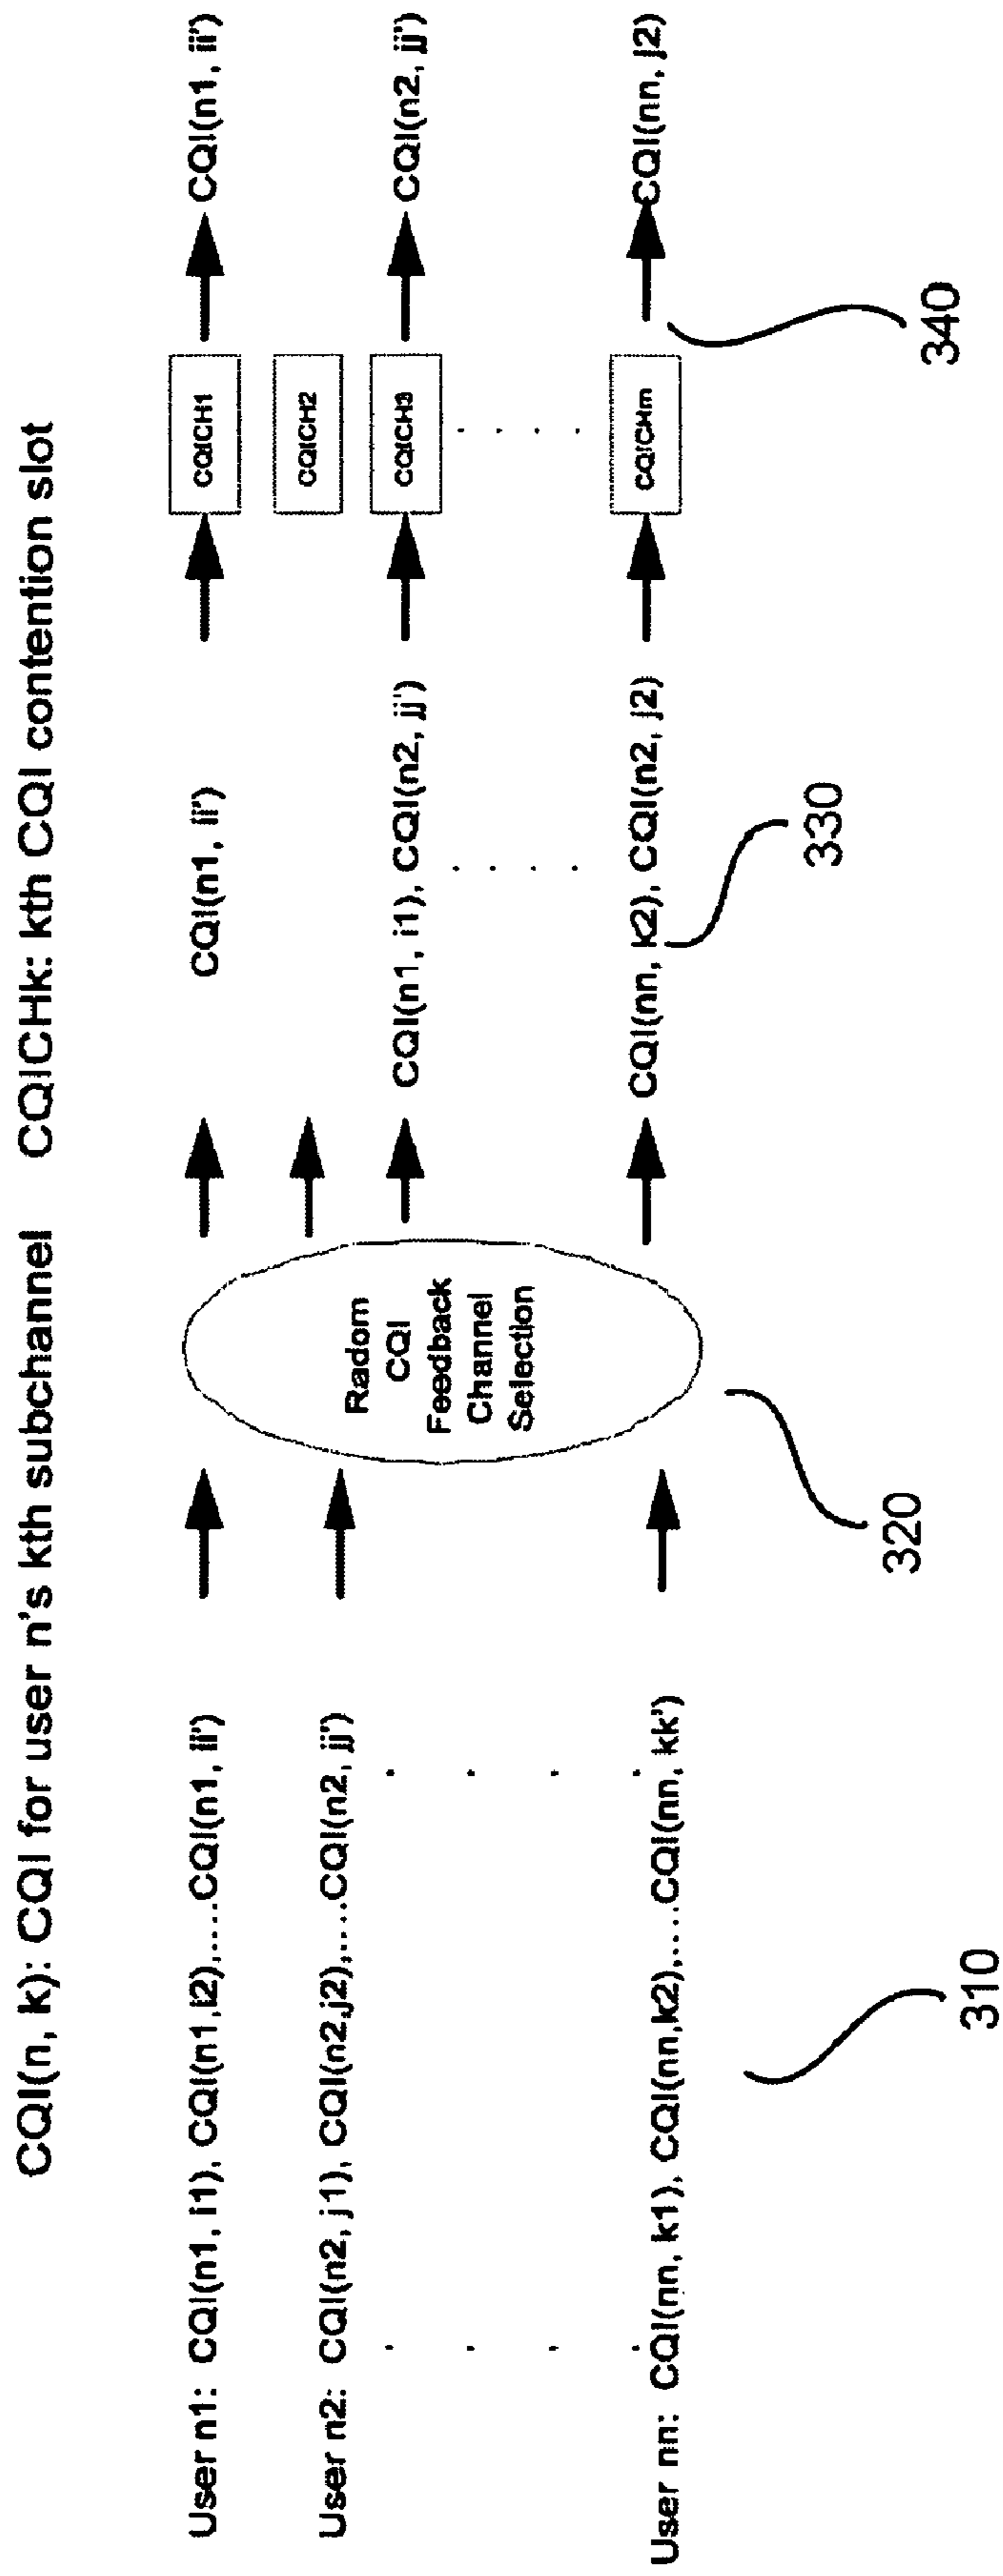 CQI(n, k): CQI for user n's kth subchannel CQICHk: kth CQI contention slot
User n1: CQI(n1, i1), CQI(n1,i2),....CQI(n1, ii')
User n2: CQI(n2, j1), CQI(n2,j2),....CQI(n2, jj')
User nn: CQI(nn, k1), CQI(nn,k2),....CQI(nn, kk')
310
Radom
CQI
Feedback
Channel
Selection
320
CQI(n1, ii')
CQI(n1, i1), CQI(n2, jj')
CQI(nn, k2), CQI(n2, j2)
330
CQICH1
CQICH2
CQICH3
CQICHm
340
CQI(n1, ii')
CQI(n2, jj')
CQI(nn, j2)